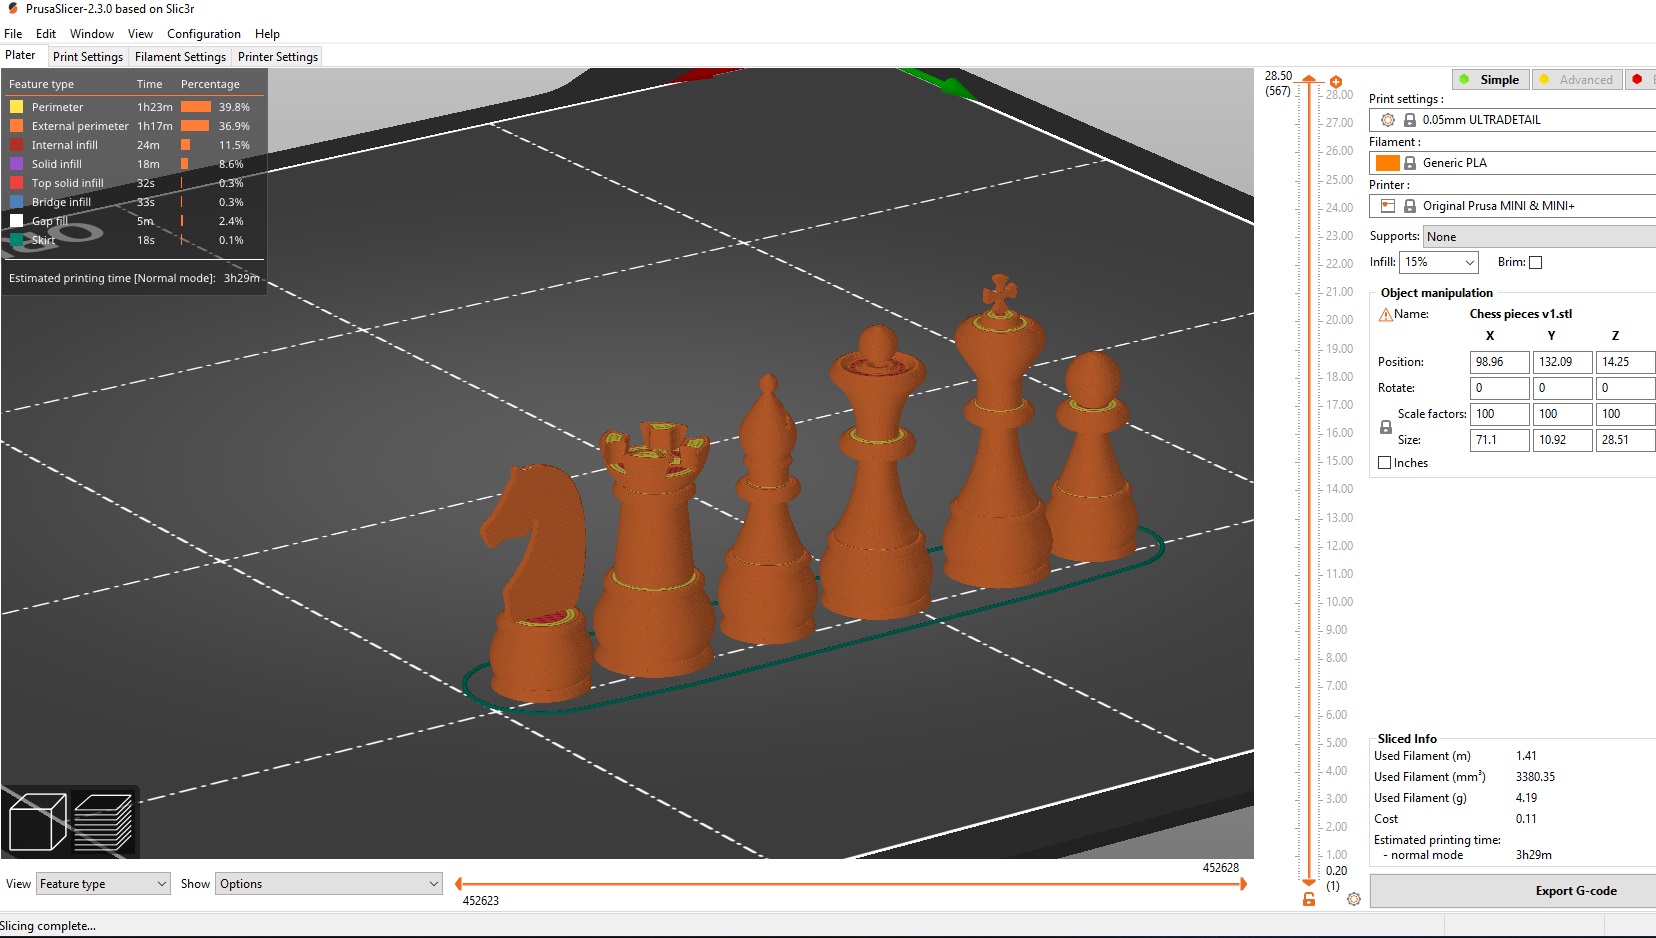 PrusaSlicer-2.3.0 based on Slic3r
File Edit Window View Configuration Help
Plater Print Settings Filament Settings Printer Settings
Feature type Time Percentage
Perimeter 1h23m 39.8%
External perimeter 1h17m 36.9%
Internal infill 24m 11.5%
Solid infill 18m 8.6%
Top solid infill 32s 0.3%
Bridge infill 33s 0.3%
Gap fill 5m 2.4%
Skirt 18s 0.1%
Estimated printing time [Normal mode]: 3h29m
28.50
(567)
28.00
27.00
26.00
25.00
24.00
23.00
22.00
21.00
20.00
19.00
18.00
17.00
16.00
15.00
14.00
13.00
12.00
11.00
10.00
9.00
8.00
7.00
6.00
5.00
4.00
3.00
2.00
1.00
0.20
(1)
Simple Advanced
Print settings :
0.05mm ULTRADETAIL
Filament :
Generic PLA
Printer :
Original Prusa MINI & MINI+
Supports: None
Infill: 15% Brim:
Object manipulation
Name: Chess pieces v1.stl
X Y Z
Position: 98.96 132.09 14.25
Rotate: 0 0 0
Scale factors: 100 100 100
Size: 71.1 10.92 28.51
Inches
Sliced Info
Used Filament (m) 1.41
Used Filament (mm³) 3380.35
Used Filament (g) 4.19
Cost 0.11
Estimated printing time:
- normal mode 3h29m
Export G-code
View Feature type Show Options
452628
452623
Slicing complete...